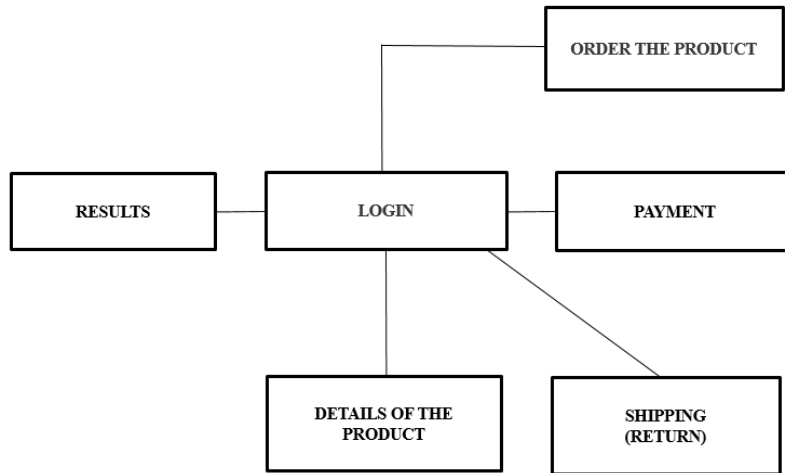 ORDER THE PRODUCT
RESULTS
LOGIN
PAYMENT
DETAILS OF THE
PRODUCT
SHIPPING
(RETURN)